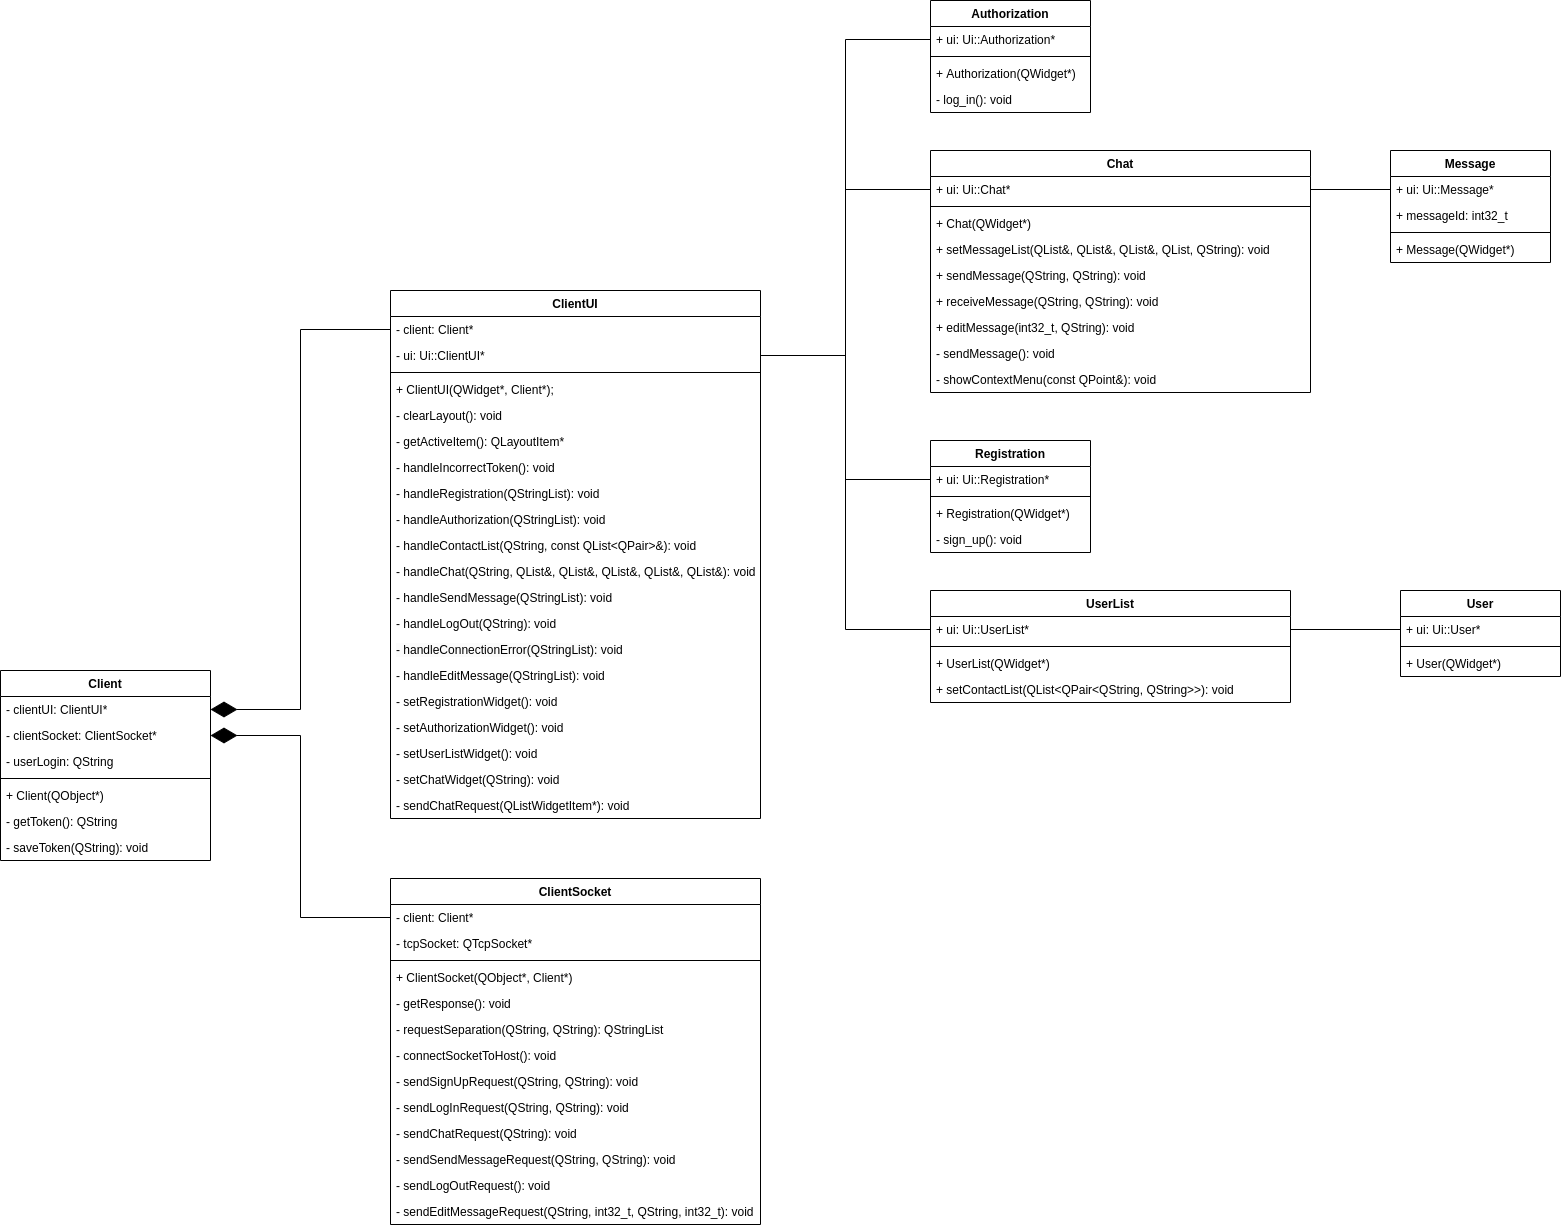 Authorization
+ ui: Ui::Authorization*
+ Authorization(QWidget*)
- log_in(): void
Chat
+ ui: Ui::Chat*
+ Chat(QWidget*)
+ setMessageList(QList&, QList&, QList&, QList, QString): void
+ sendMessage(QString, QString): void
+ receiveMessage(QString, QString): void
+ editMessage(int32_t, QString): void
- sendMessage(): void
- showContextMenu(const QPoint&): void
Message
+ ui: Ui::Message*
+ messageId: int32_t
+ Message(QWidget*)
ClientUI
- client: Client*
- ui: Ui::ClientUI*
+ ClientUI(QWidget*, Client*);
- clearLayout(): void
- getActiveItem(): QLayoutItem*
- handleIncorrectToken(): void
- handleRegistration(QStringList): void
- handleAuthorization(QStringList): void
- handleContactList(QString, const QList<QPair>&): void
- handleChat(QString, QList&, QList&, QList&, QList&, QList&): void
- handleSendMessage(QStringList): void
- handleLogOut(QString): void
- handleConnectionError(QStringList): void
- handleEditMessage(QStringList): void
- setRegistrationWidget(): void
- setAuthorizationWidget(): void
- setUserListWidget(): void
- setChatWidget(QString): void
- sendChatRequest(QListWidgetItem*): void
Registration
+ ui: Ui::Registration*
+ Registration(QWidget*)
- sign_up(): void
UserList
+ ui: Ui::UserList*
+ UserList(QWidget*)
+ setContactList(QList<QPair<QString, QString>>): void
User
+ ui: Ui::User*
+ User(QWidget*)
Client
- clientUI: ClientUI*
- clientSocket: ClientSocket*
- userLogin: QString
+ Client(QObject*)
- getToken(): QString
- saveToken(QString): void
ClientSocket
- client: Client*
- tcpSocket: QTcpSocket*
+ ClientSocket(QObject*, Client*)
- getResponse(): void
- requestSeparation(QString, QString): QStringList
- connectSocketToHost(): void
- sendSignUpRequest(QString, QString): void
- sendLogInRequest(QString, QString): void
- sendChatRequest(QString): void
- sendSendMessageRequest(QString, QString): void
- sendLogOutRequest(): void
- sendEditMessageRequest(QString, int32_t, QString, int32_t): void